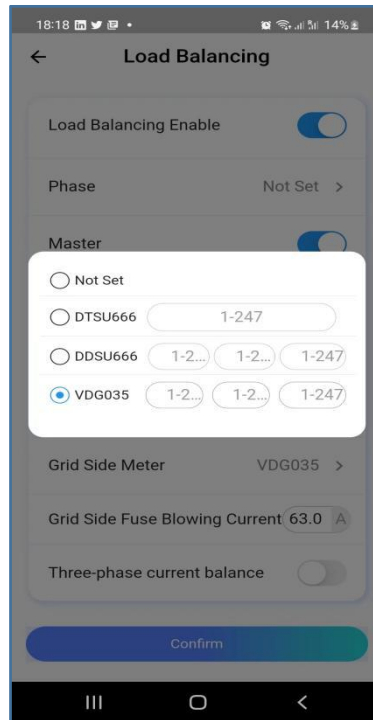 18:18 14%
Load Balancing
Load Balancing Enable
Phase Not Set >
Master
Not Set
DTSU666 1-247
DDSU666 1-2... 1-2... 1-247
VDG035 1-2... 1-2... 1-247
Grid Side Meter VDG035 >
Grid Side Fuse Blowing Current 63.0 A
Three-phase current balance
Confirm